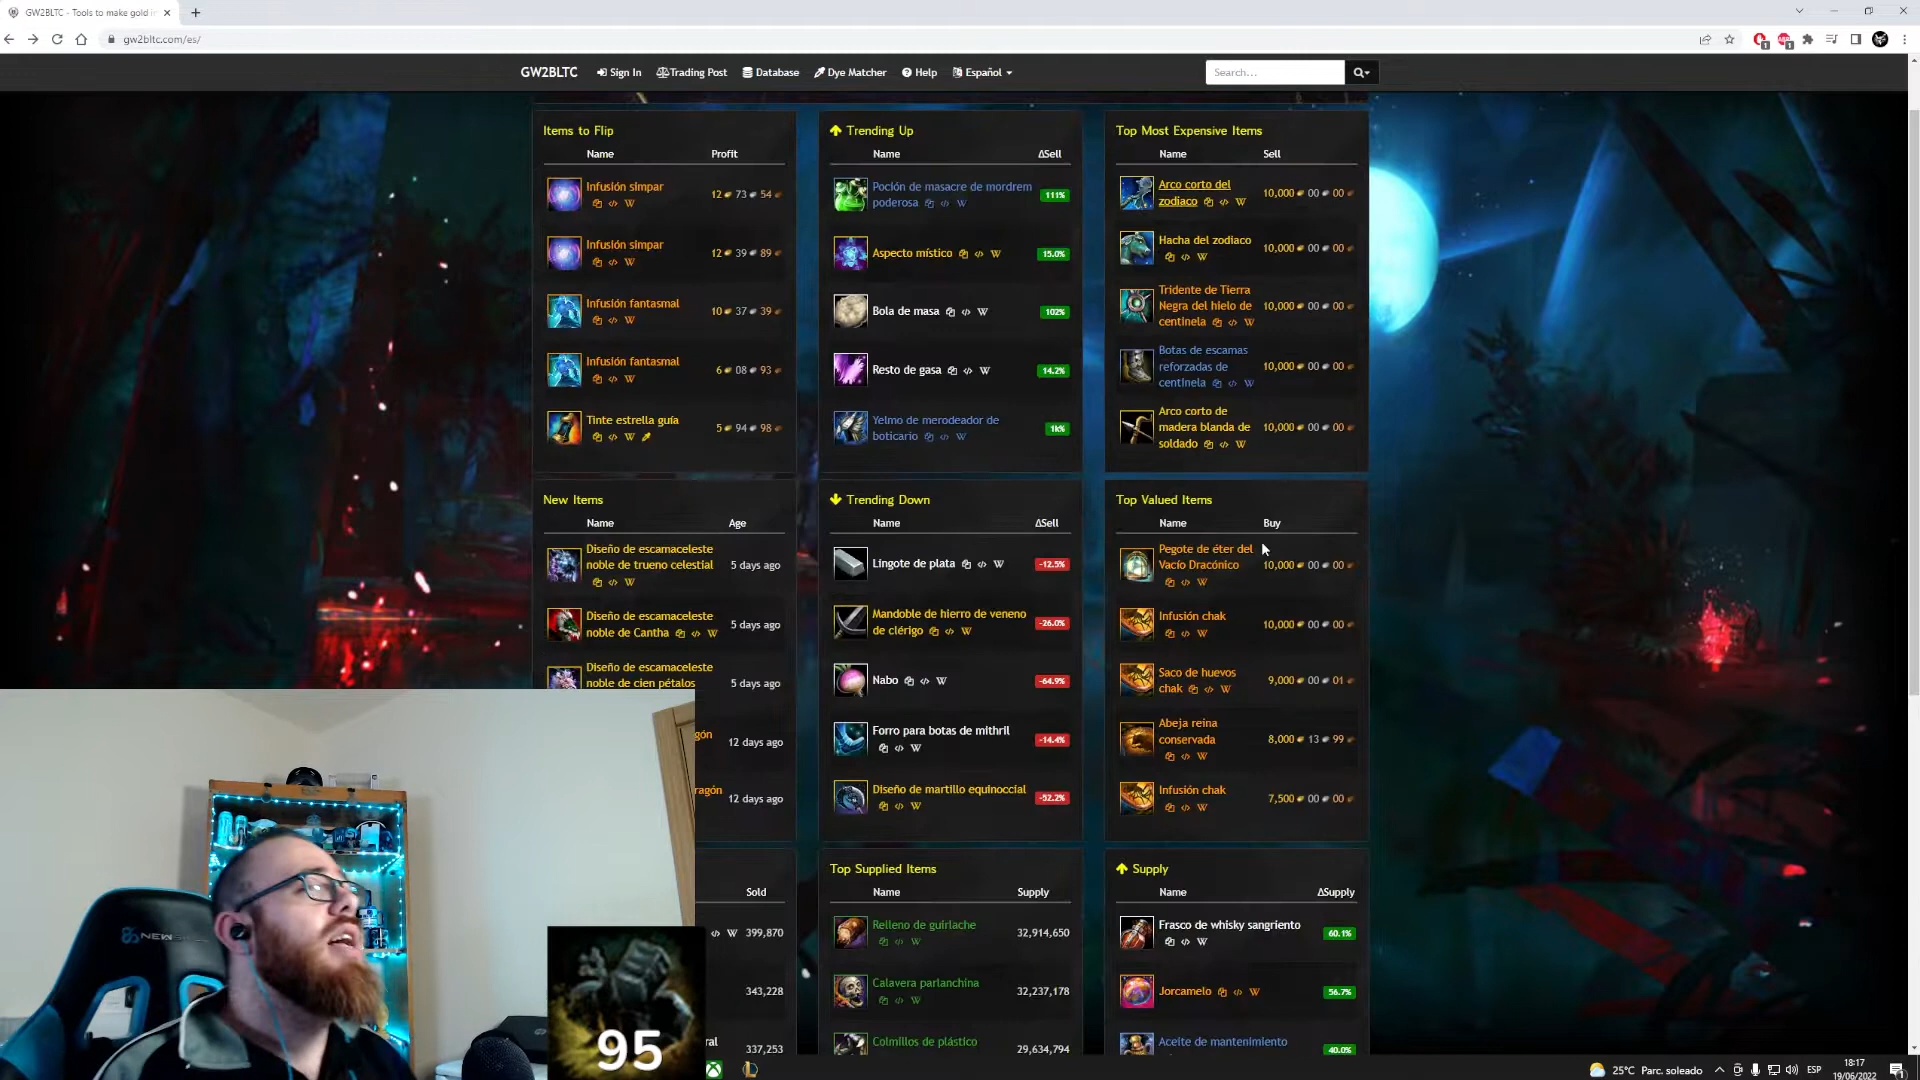 GW2BLTC - Tools to make gold i
gw2bltc.com/es/
GW2BLTC Sign In Trading Post Database Dye Matcher Help Español Search...
Items to Flip
Name Profit
Infusión simpar 12 73 54
Infusión simpar 12 39 89
Infusión fantasmal 10 37 39
Infusión fantasmal 6 08 93
Tinte estrella guía 5 94 98
Trending Up
Name ΔSell
Poción de masacre de mordrem
poderosa 111%
Aspecto místico 15.0%
Bola de masa 102%
Resto de gasa 14.2%
Yelmo de merodeador de
boticario 1k%
Top Most Expensive Items
Name Sell
Arco corto del
zodiaco 10,000 00 00
Hacha del zodiaco 10,000 00 00
Tridente de Tierra
Negra del hielo de
centinela 10,000 00 00
Botas de escamas
reforzadas de
centinela 10,000 00 00
Arco corto de
madera blanda de
soldado 10,000 00 00
New Items
Name Age
Diseño de escamaceleste
noble de trueno celestial 5 days ago
Diseño de escamaceleste
noble de Cantha 5 days ago
Diseño de escamaceleste
noble de cien pétalos 5 days ago
gón 12 days ago
ragón 12 days ago
Trending Down
Name ΔSell
Lingote de plata -12.5%
Mandoble de hierro de veneno
de clérigo -26.0%
Nabo -64.9%
Forro para botas de mithril -14.4%
Diseño de martillo equinoccial -52.2%
Top Valued Items
Name Buy
Pegote de éter del
Vacío Dracónico 10,000 00 00
Infusión chak 10,000 00 00
Saco de huevos
chak 9,000 00 01
Abeja reina
conservada 8,000 13 99
Infusión chak 7,500 00 00
Sold
399,870
343,228
ral 337,253
Top Supplied Items
Name Supply
Relleno de guirlache 32,914,650
Calavera parlanchina 32,237,178
Colmillos de plástico 29,634,794
Supply
Name ΔSupply
Frasco de whisky sangriento 60.1%
Jorcamelo 56.7%
Aceite de mantenimiento 40.0%
95
25°C Parc. soleado ESP 18:17
19/06/2022